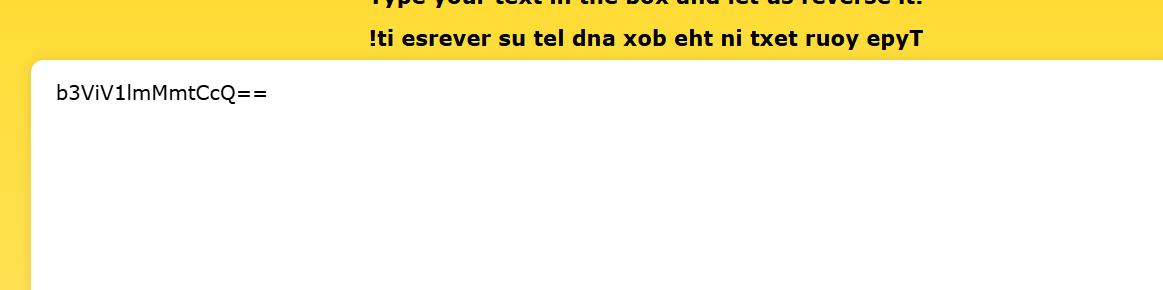 Type your text in the box and let us reverse it!
!ti esrever su tel dna xob eht ni txet ruoy epyT
b3ViV1lmMmtCcQ==